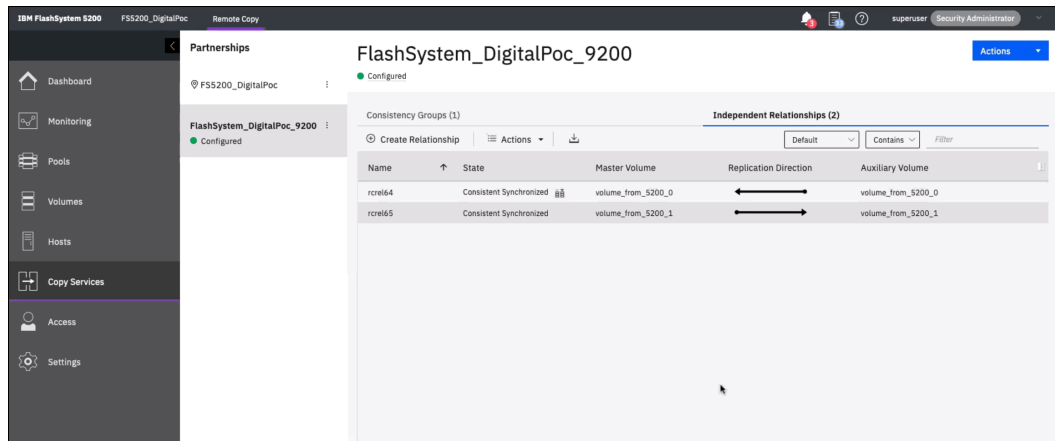 IBM FlashSystem 5200 FS5200_DigitalPoc Remote Copy 3 superuser Security Administrator
Partnerships
FS5200_DigitalPoc
FlashSystem_DigitalPoc_9200
Configured
Dashboard
Monitoring
Pools
Volumes
Hosts
Copy Services
Access
Settings
FlashSystem_DigitalPoc_9200
Configured
Actions
Consistency Groups (1) Independent Relationships (2)
Create Relationship Actions Default Contains Filter
Name State Master Volume Replication Direction Auxiliary Volume
rcrel64 Consistent Synchronized volume_from_5200_0 volume_from_5200_0
rcrel65 Consistent Synchronized volume_from_5200_1 volume_from_5200_1